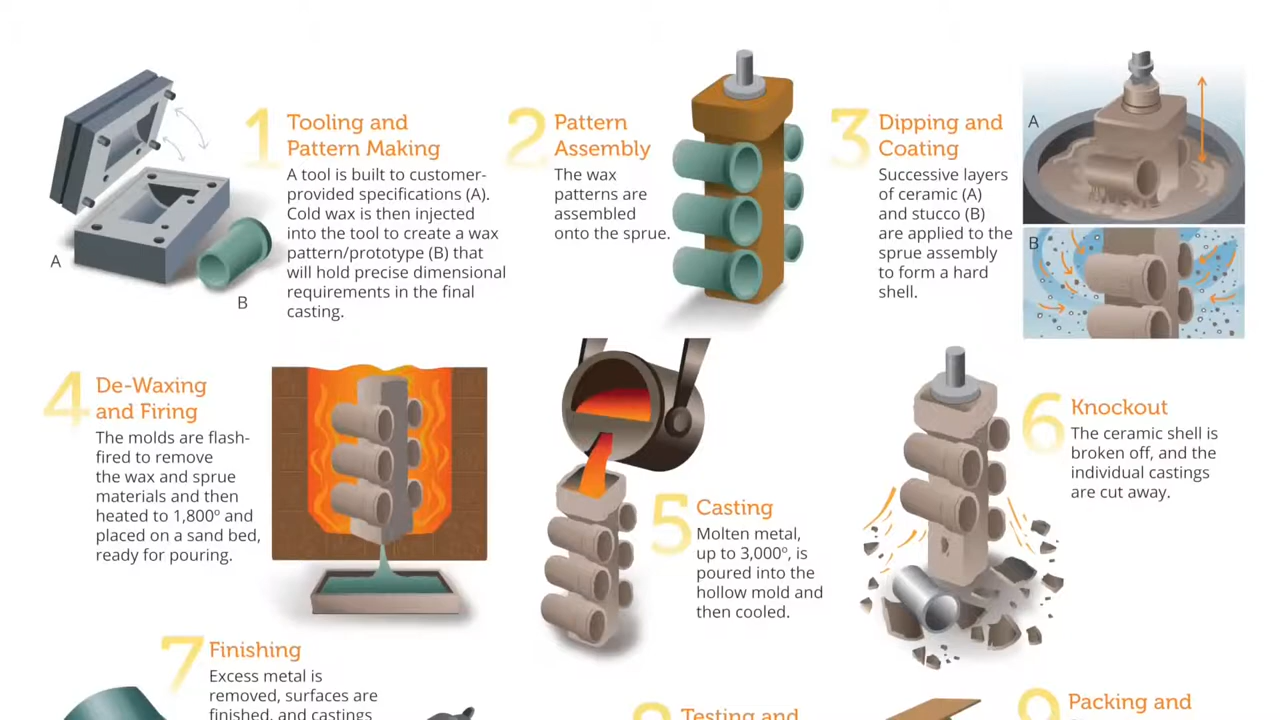 1
Tooling and
Pattern Making
A tool is built to customer-
provided specifications (A).
Cold wax is then injected
into the tool to create a wax
pattern/prototype (B) that
will hold precise dimensional
requirements in the final
casting.
A
B
2
Pattern
Assembly
The wax
patterns are
assembled
onto the sprue.
3
Dipping and
Coating
Successive layers
of ceramic (A)
and stucco (B)
are applied to the
sprue assembly
to form a hard
shell.
A
B
4
De-Waxing
and Firing
The molds are flash-
fired to remove
the wax and sprue
materials and then
heated to 1,800º and
placed on a sand bed,
ready for pouring.
5
Casting
Molten metal,
up to 3,000º, is
poured into the
hollow mold and
then cooled.
6
Knockout
The ceramic shell is
broken off, and the
individual castings
are cut away.
7
Finishing
Excess metal is
removed, surfaces are
finished, and castings
8
Testing and
9
Packing and